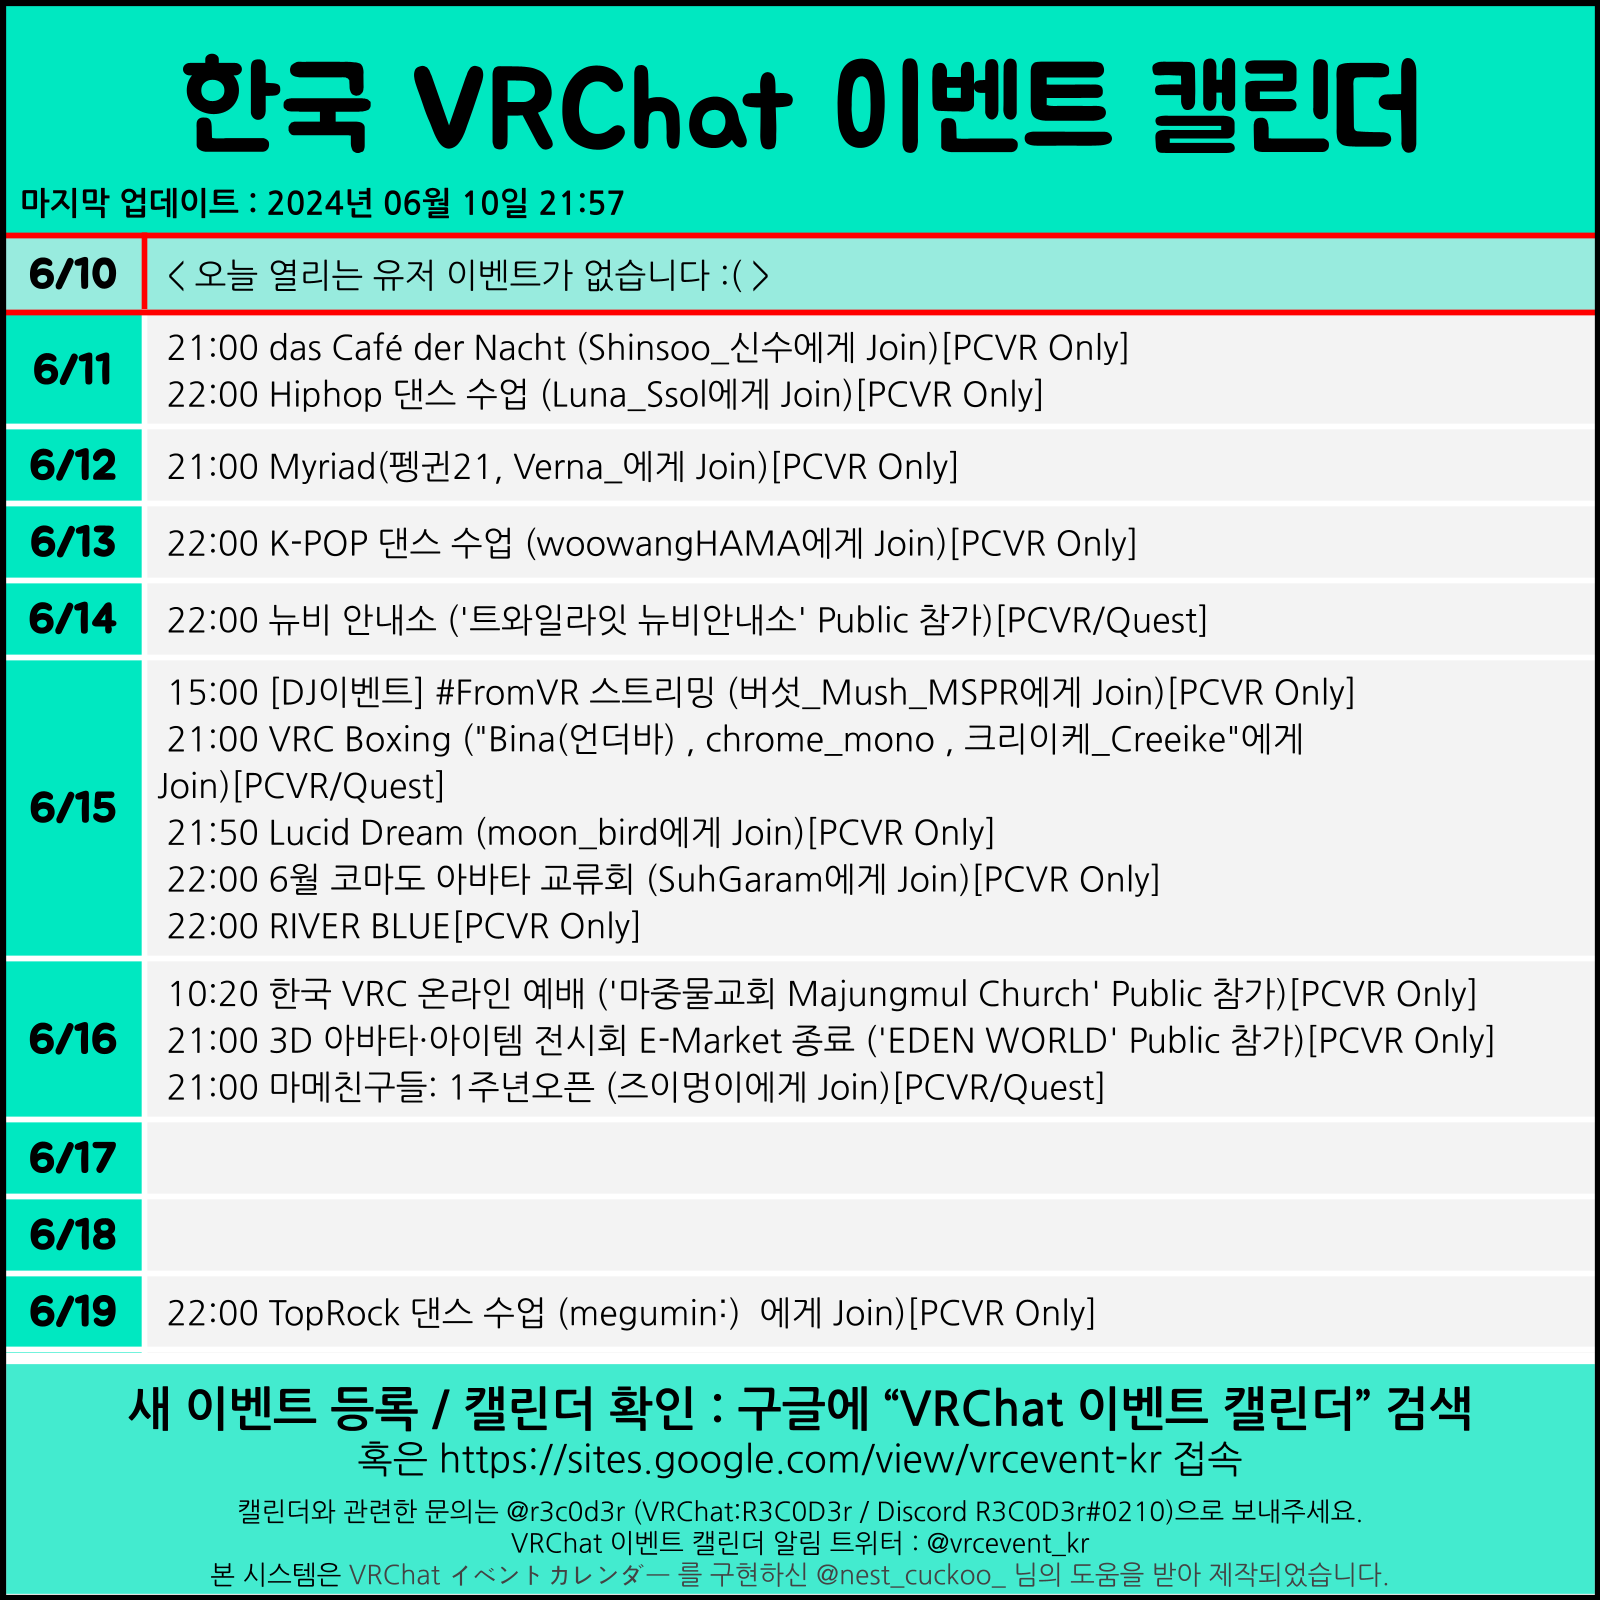 한국 VRChat 이벤트 캘린더
마지막 업데이트 : 2024년 06월 10일 21:57
6/10 < 오늘 열리는 유저 이벤트가 없습니다 :( >
6/11 21:00 das Café der Nacht (Shinsoo_신수에게 Join)[PCVR Only]
22:00 Hiphop 댄스 수업 (Luna_Ssol에게 Join)[PCVR Only]
6/12 21:00 Myriad(펭귄21, Verna_에게 Join)[PCVR Only]
6/13 22:00 K-POP 댄스 수업 (woowangHAMA에게 Join)[PCVR Only]
6/14 22:00 뉴비 안내소 ('트와일라잇 뉴비안내소' Public 참가)[PCVR/Quest]
6/15 15:00 [DJ이벤트] #FromVR 스트리밍 (버섯_Mush_MSPR에게 Join)[PCVR Only]
21:00 VRC Boxing ("Bina(언더바) , chrome_mono , 크리이케_Creeike"에게
Join)[PCVR/Quest]
21:50 Lucid Dream (moon_bird에게 Join)[PCVR Only]
22:00 6월 코마도 아바타 교류회 (SuhGaram에게 Join)[PCVR Only]
22:00 RIVER BLUE[PCVR Only]
6/16 10:20 한국 VRC 온라인 예배 ('마중물교회 Majungmul Church' Public 참가)[PCVR Only]
21:00 3D 아바타·아이템 전시회 E-Market 종료 ('EDEN WORLD' Public 참가)[PCVR Only]
21:00 마메친구들: 1주년오픈 (즈이멍이에게 Join)[PCVR/Quest]
6/17
6/18
6/19 22:00 TopRock 댄스 수업 (megumin:)  에게 Join)[PCVR Only]
새 이벤트 등록 / 캘린더 확인 : 구글에 “VRChat 이벤트 캘린더” 검색
혹은 https://sites.google.com/view/vrcevent-kr 접속
캘린더와 관련한 문의는 @r3c0d3r (VRChat:R3C0D3r / Discord R3C0D3r#0210)으로 보내주세요.
VRChat 이벤트 캘린더 알림 트위터 : @vrcevent_kr
본 시스템은 VRChat イベントカレンダー 를 구현하신 @nest_cuckoo_ 님의 도움을 받아 제작되었습니다.